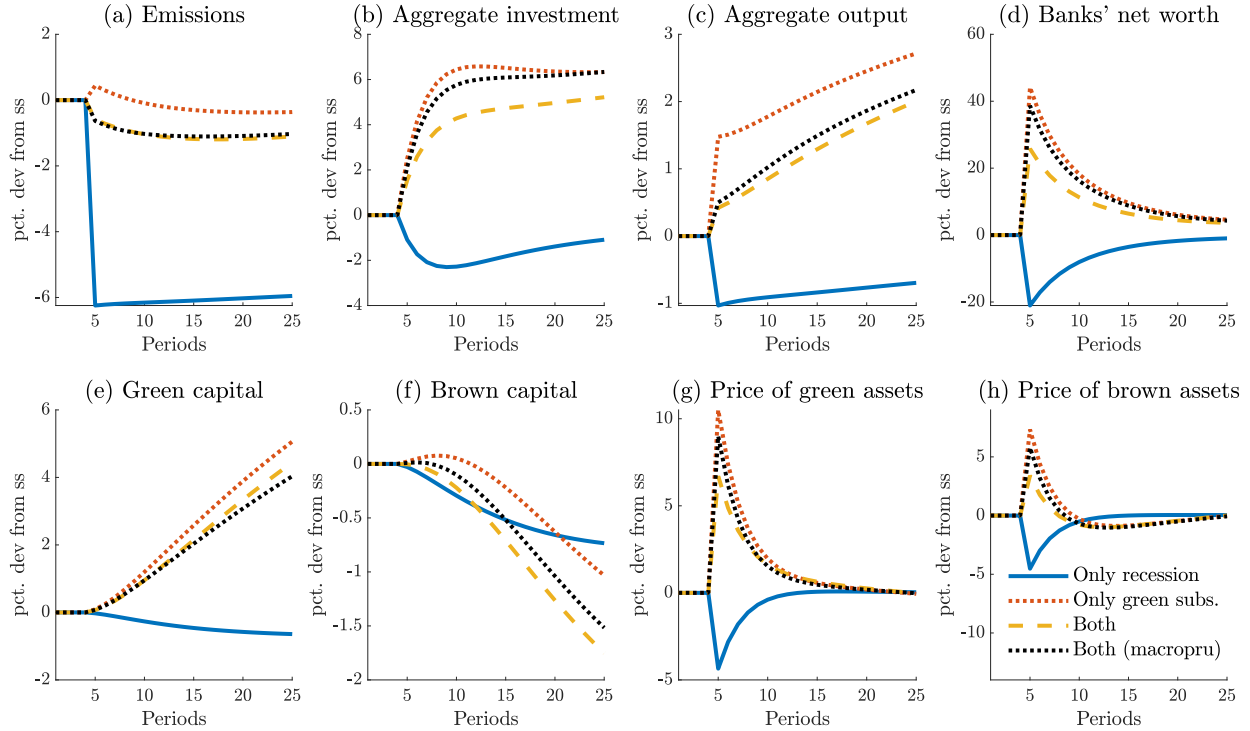 (a) Emissions
pct. dev from ss
2
0
-2
-4
-6
5 10 15 20 25
Periods
(b) Aggregate investment
pct. dev from ss
8
6
4
2
0
-2
-4
5 10 15 20 25
Periods
(c) Aggregate output
pct. dev from ss
3
2
1
0
-1
5 10 15 20 25
Periods
(d) Banks' net worth
pct. dev from ss
60
40
20
0
-20
5 10 15 20 25
Periods
(e) Green capital
pct. dev from ss
6
4
2
0
-2
5 10 15 20 25
Periods
(f) Brown capital
pct. dev from ss
0.5
0
-0.5
-1
-1.5
-2
5 10 15 20 25
Periods
(g) Price of green assets
pct. dev from ss
10
5
0
-5
5 10 15 20 25
Periods
(h) Price of brown assets
pct. dev from ss
5
0
-5
-10
Only recession
Only green subs.
Both
Both (macropru)
5 10 15 20 25
Periods